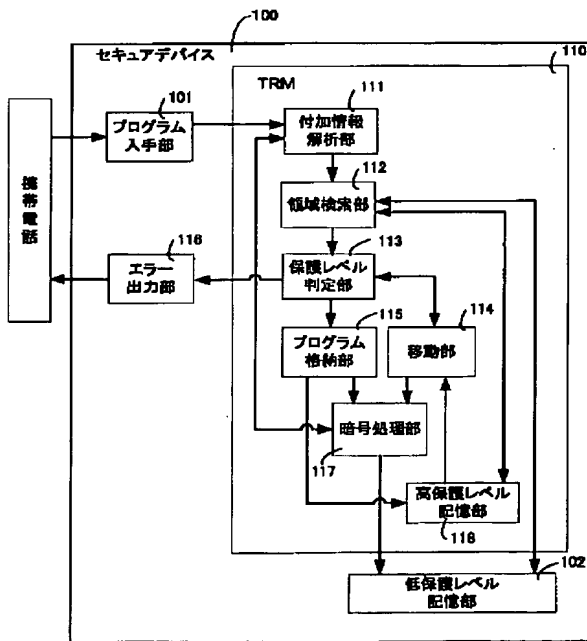 100
セキュアデバイス
110
TRM
携帯電話
101
プログラム
入手部
111
付加情報
解析部
112
領域検索部
113
保護レベル
判定部
116
エラー
出力部
115
プログラム
格納部
114
移動部
暗号処理部
117
高保護レベル
記憶部
118
102
低保護レベル
記憶部